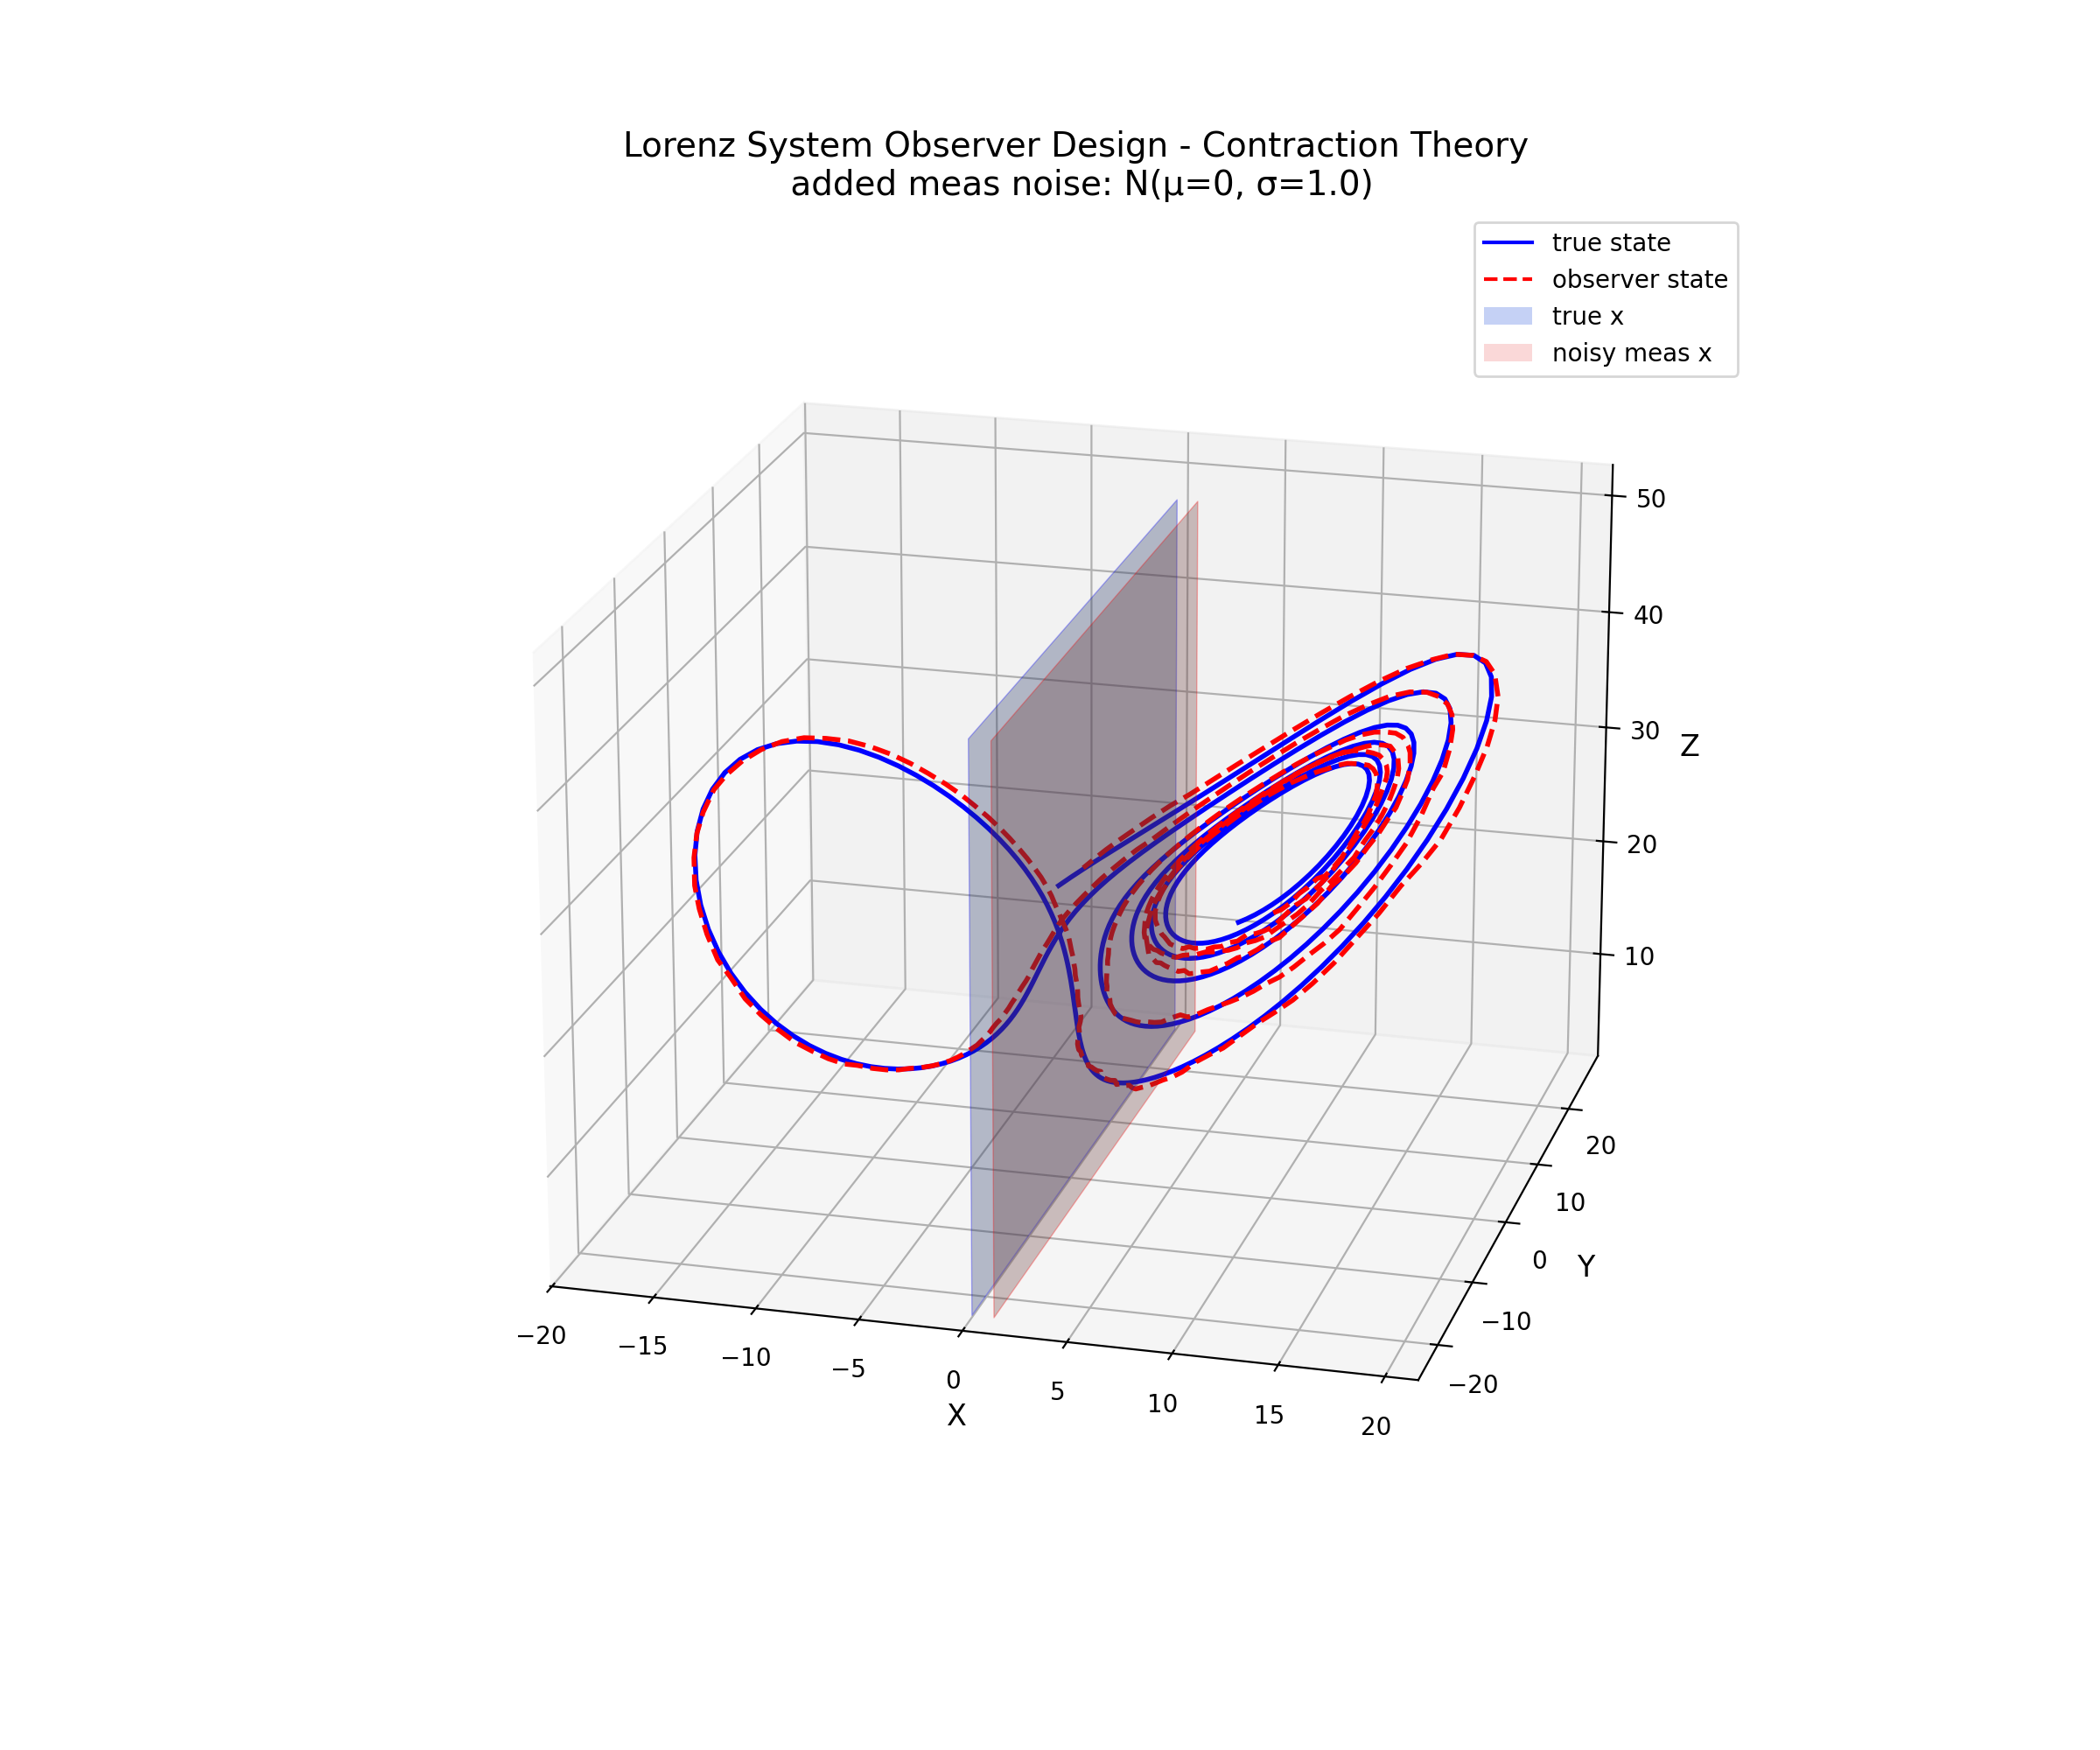 Lorenz System Observer Design - Contraction Theory
added meas noise: N(μ=0, σ=1.0)
true state
observer state
true x
noisy meas x
50
40
30
Z
20
10
20
10
0
Y
−10
−20
−20
−15
−10
−5
0
5
10
15
20
X